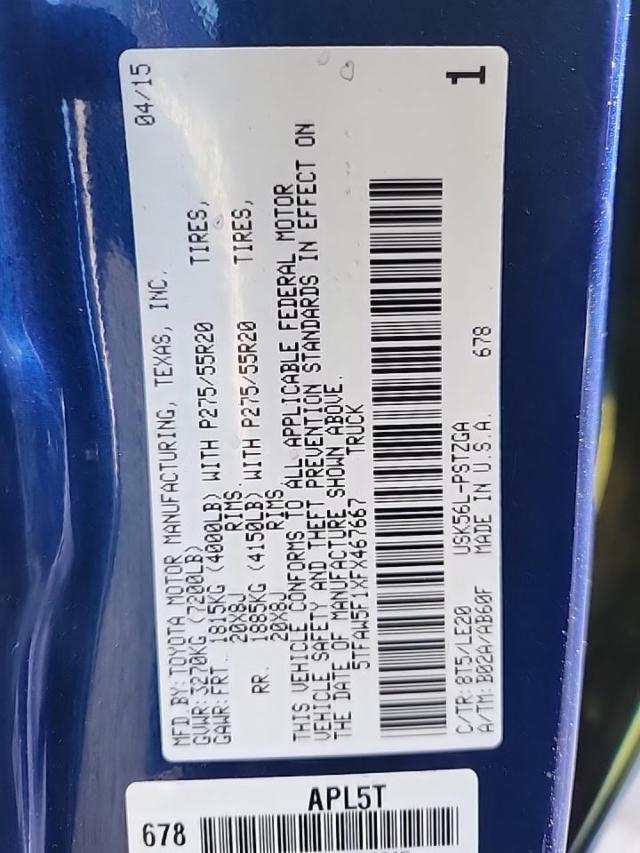 MFD.BY:TOYOTA MOTOR MANUFACTURING, TEXAS, INC. 04/15
GVWR:3270KG (7200LB)
GAWR:FRT. 1815KG (4000LB) WITH P275/55R20 TIRES,
20X8J RIMS
RR. 1885KG (4150LB) WITH P275/55R20 TIRES,
20X8J RIMS
THIS VEHICLE CONFORMS TO ALL APPLICABLE FEDERAL MOTOR
VEHICLE SAFETY AND THEFT PREVENTION STANDARDS IN EFFECT ON
THE DATE OF MANUFACTURE SHOWN ABOVE.
5TFAW5F1XFX467667 TRUCK
C/TR:8T5/LE20 USK56L-PSTZGA
A/TM:B02A/AB60F MADE IN U.S.A. 678
1
APL5T
678